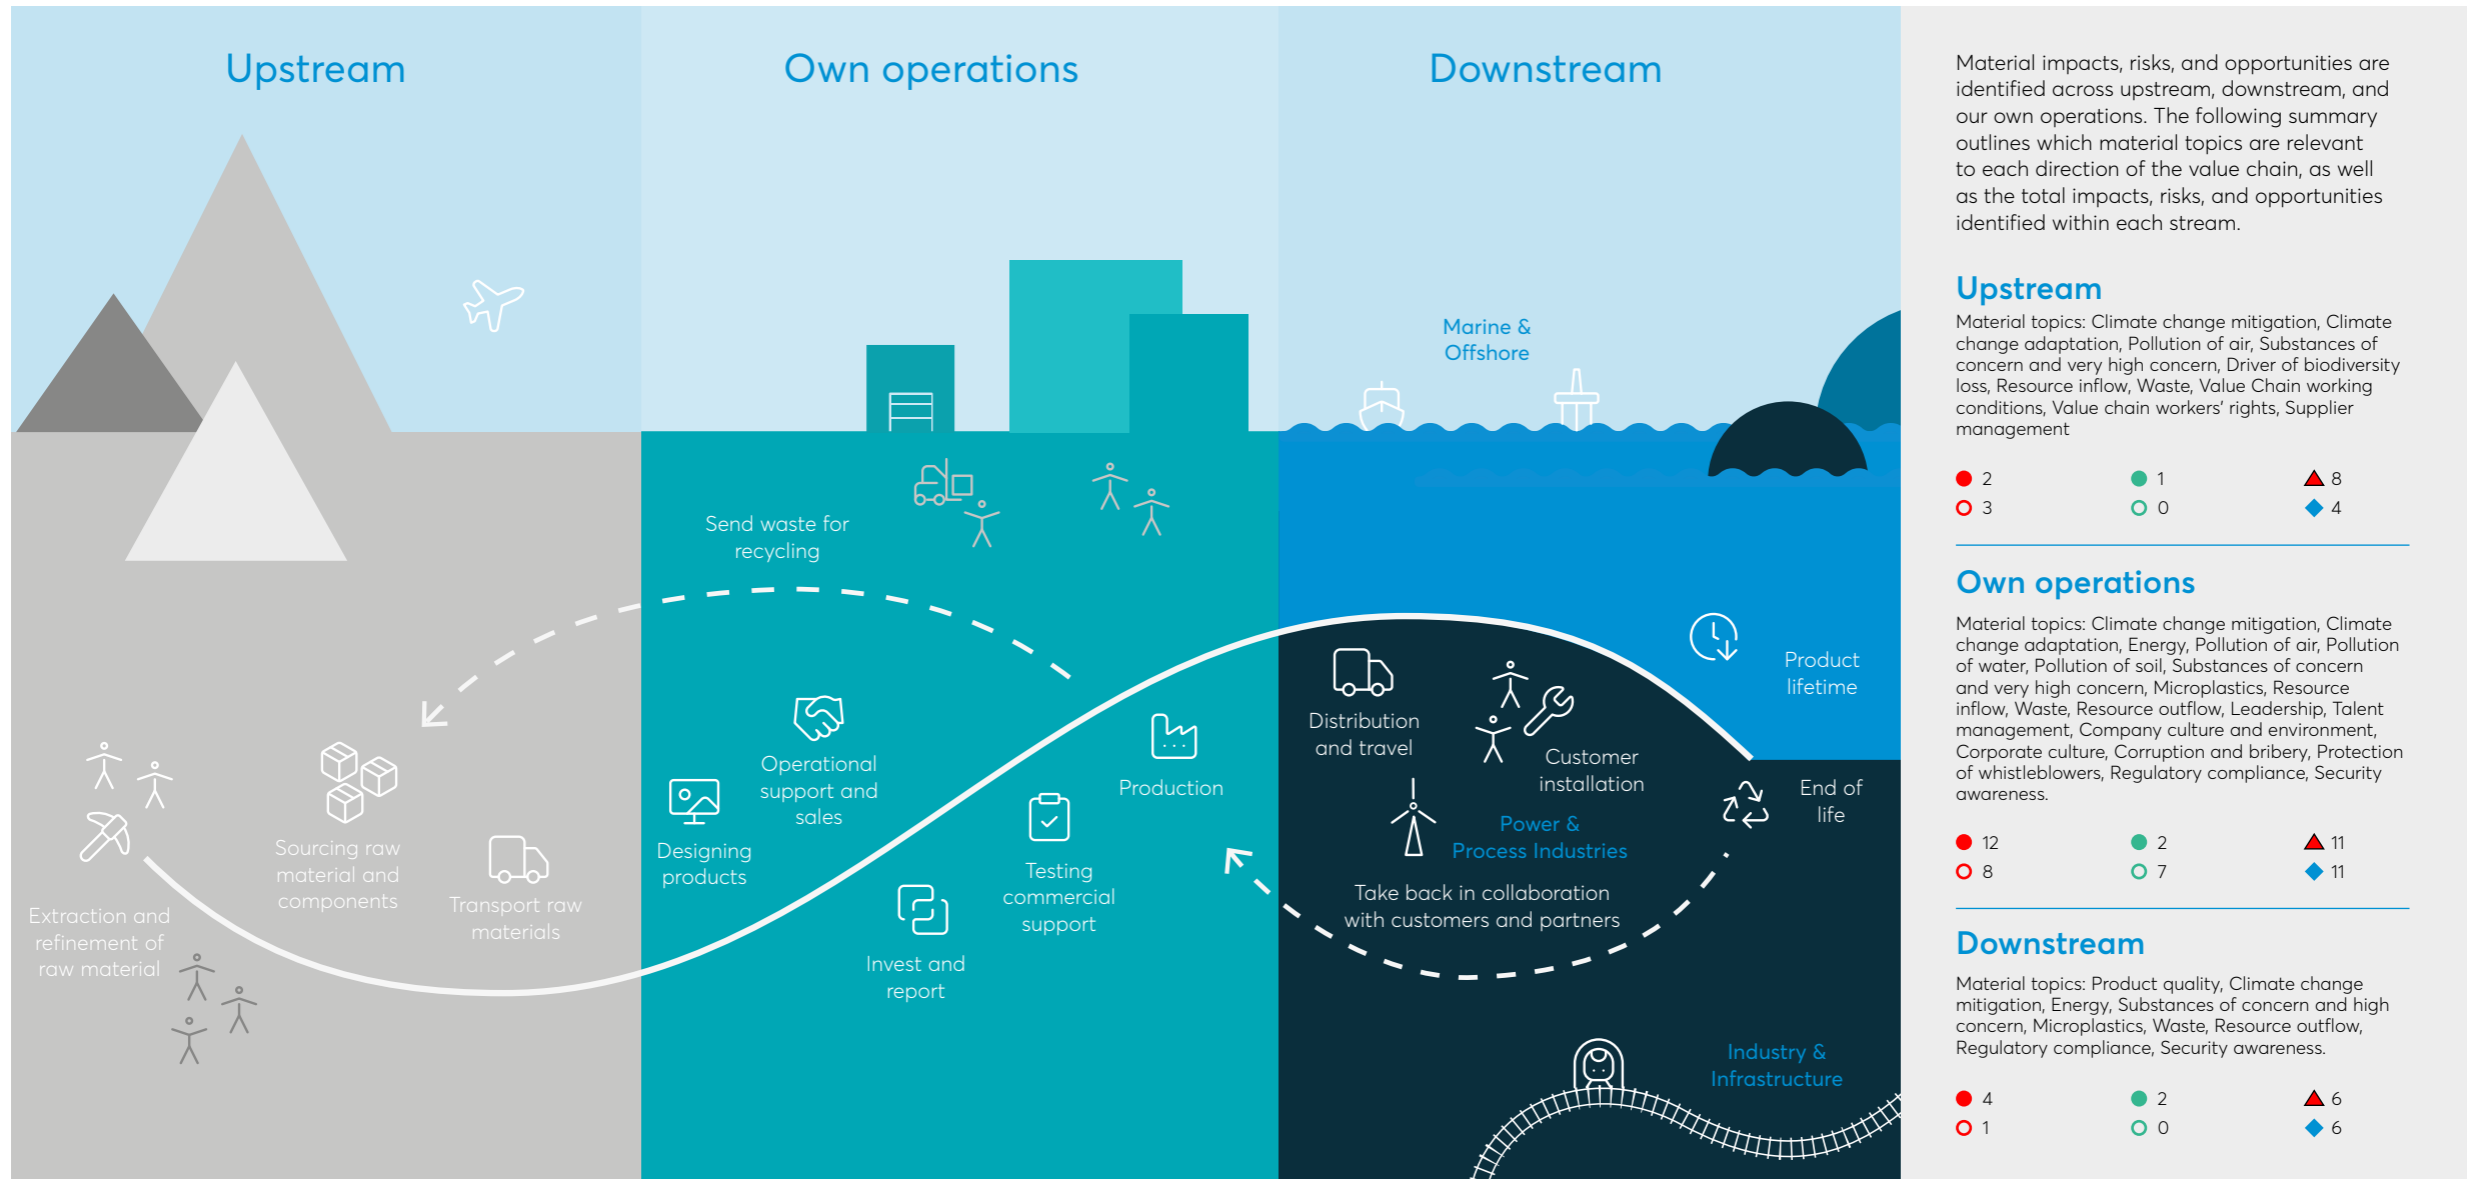 Upstream
Own operations
Downstream
Marine &
Offshore
Send waste for
recycling
Product
lifetime
Distribution
and travel
Customer
installation
Operational
support and
sales
Production
End of
life
Power &
Process Industries
Sourcing raw
material and
components
Designing
products
Testing
commercial
support
Transport raw
materials
Extraction and
refinement of
raw material
Take back in collaboration
with customers and partners
Invest and
report
Industry &
Infrastructure
Material impacts, risks, and opportunities are
identified across upstream, downstream, and
our own operations. The following summary
outlines which material topics are relevant
to each direction of the value chain, as well
as the total impacts, risks, and opportunities
identified within each stream.
Upstream
Material topics: Climate change mitigation, Climate
change adaptation, Pollution of air, Substances of
concern and very high concern, Driver of biodiversity
loss, Resource inflow, Waste, Value Chain working
conditions, Value chain workers' rights, Supplier
management
2 1 8
3 0 4
Own operations
Material topics: Climate change mitigation, Climate
change adaptation, Energy, Pollution of air, Pollution
of water, Pollution of soil, Substances of concern
and very high concern, Microplastics, Resource
inflow, Waste, Resource outflow, Leadership, Talent
management, Company culture and environment,
Corporate culture, Corruption and bribery, Protection
of whistleblowers, Regulatory compliance, Security
awareness.
12 2 11
8 7 11
Downstream
Material topics: Product quality, Climate change
mitigation, Energy, Substances of concern and high
concern, Microplastics, Waste, Resource outflow,
Regulatory compliance, Security awareness.
4 2 6
1 0 6